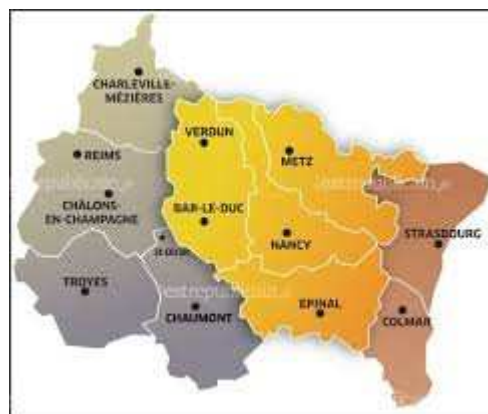 CHARLEVILLE-
MÉZIÈRES
VERDUN
REIMS
METZ
CHÂLONS-
EN-CHAMPAGNE
BAR-LE-DUC
NANCY
STRASBOURG
TROYES
CHAUMONT
EPINAL
COLMAR